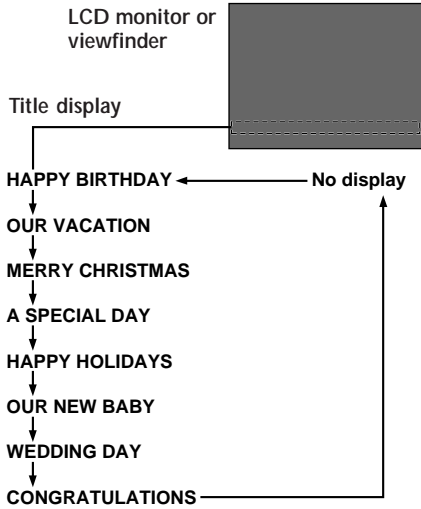 LCD monitor or
viewfinder
Title display
HAPPY BIRTHDAY
No display
OUR VACATION
MERRY CHRISTMAS
A SPECIAL DAY
HAPPY HOLIDAYS
OUR NEW BABY
WEDDING DAY
CONGRATULATIONS